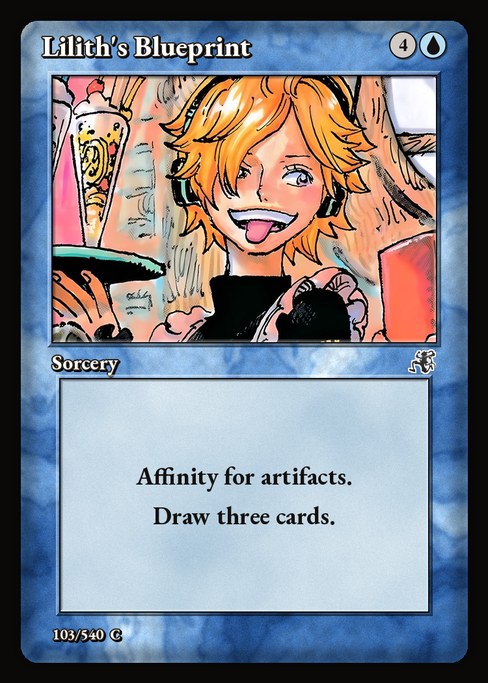 Lilith's Blueprint 4
Sorcery
Affinity for artifacts.
Draw three cards.
103/540 C